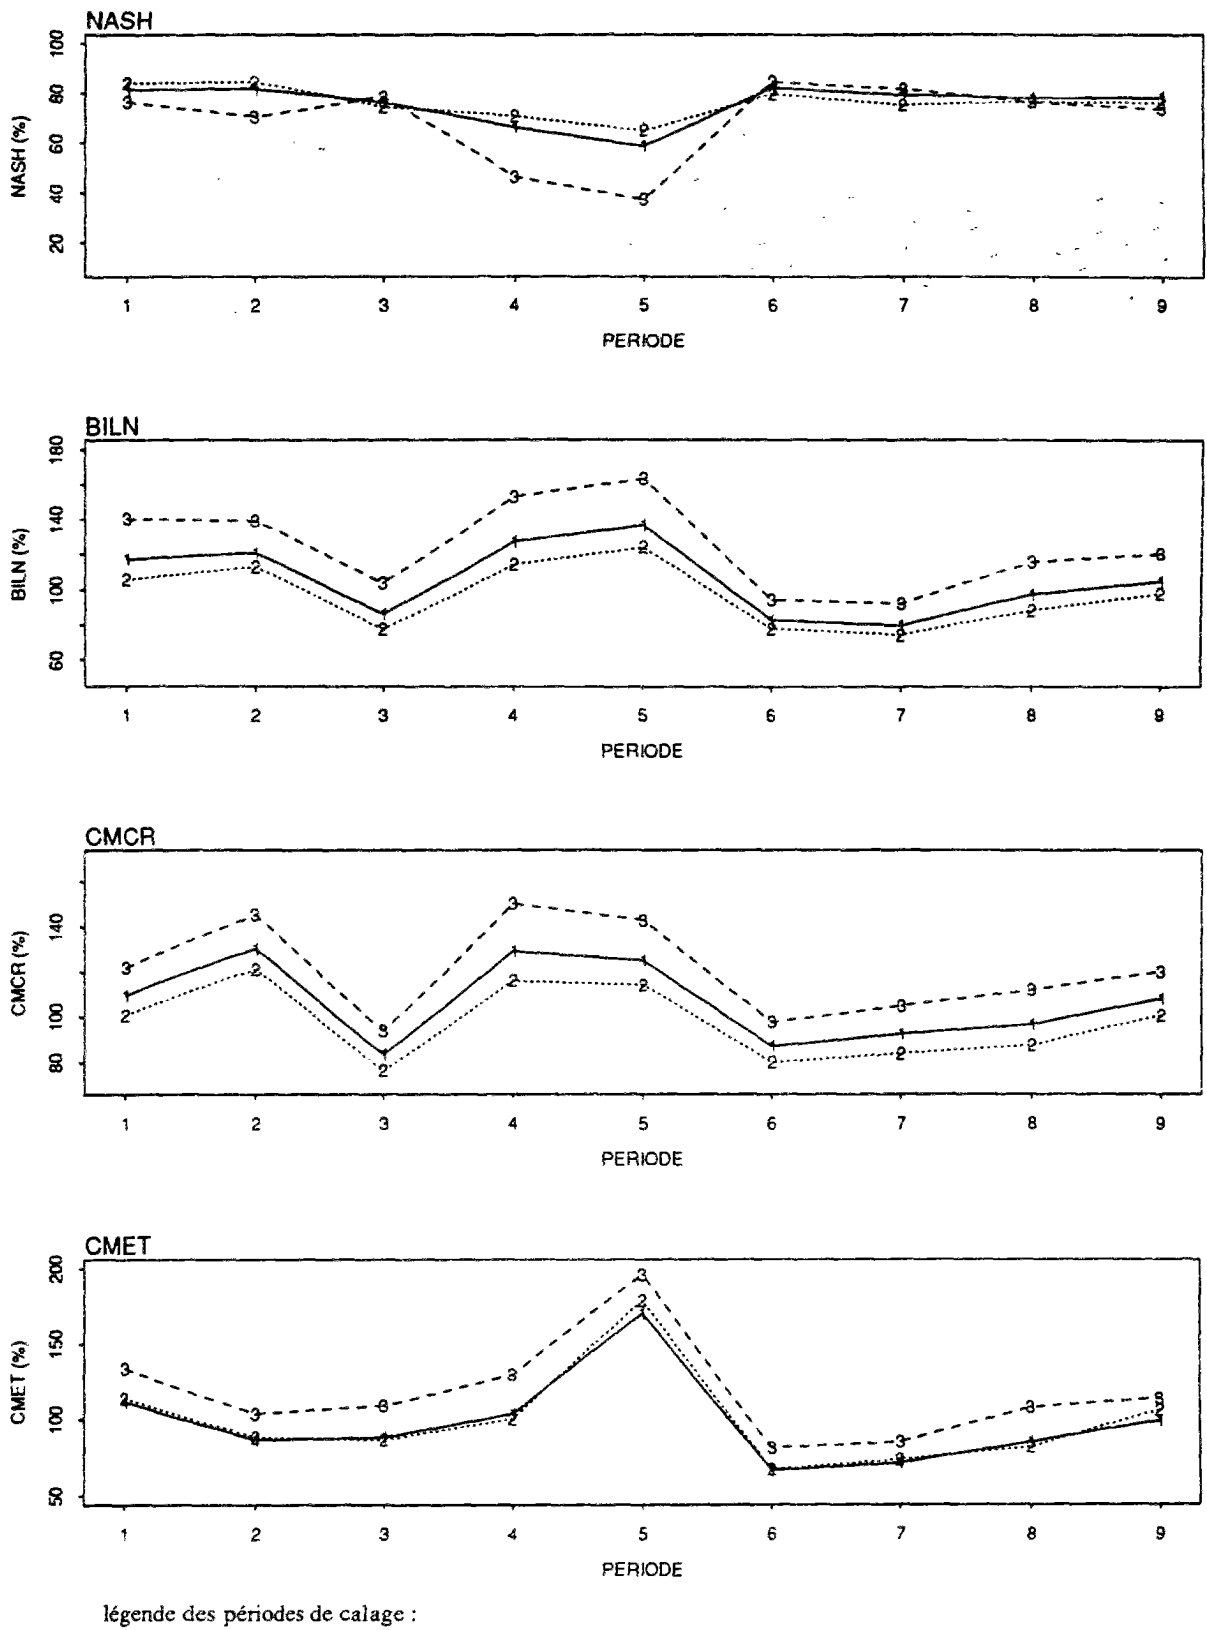 NASH
100
80
60
40
20
NASH (%)
1 2 3 4 5 6 7 8 9
PERIODE
BILN
180
140
100
60
BILN (%)
1 2 3 4 5 6 7 8 9
PERIODE
CMCR
140
100
80
CMCR (%)
1 2 3 4 5 6 7 8 9
PERIODE
CMET
200
150
100
50
CMET (%)
1 2 3 4 5 6 7 8 9
PERIODE
légende des périodes de calage :